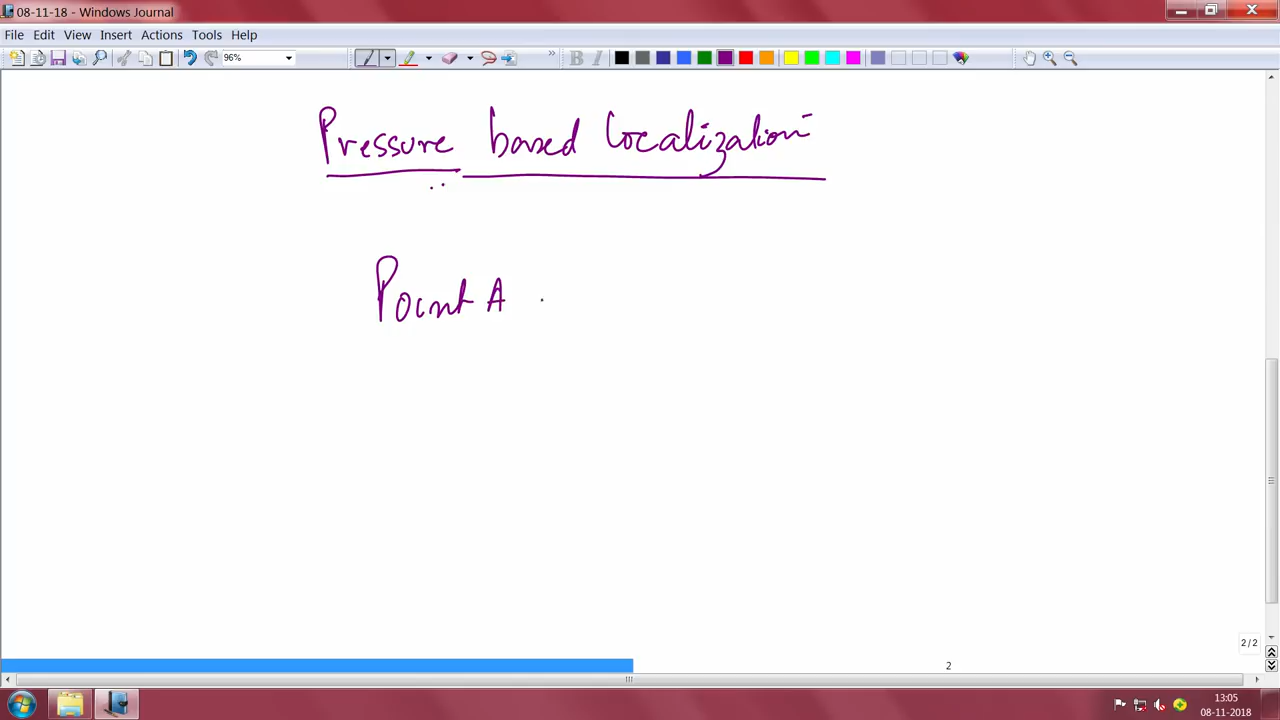 08-11-18 - Windows Journal
File Edit View Insert Actions Tools Help
96%
Pressure based localization
Point A
2/2
2
13:05
08-11-2018